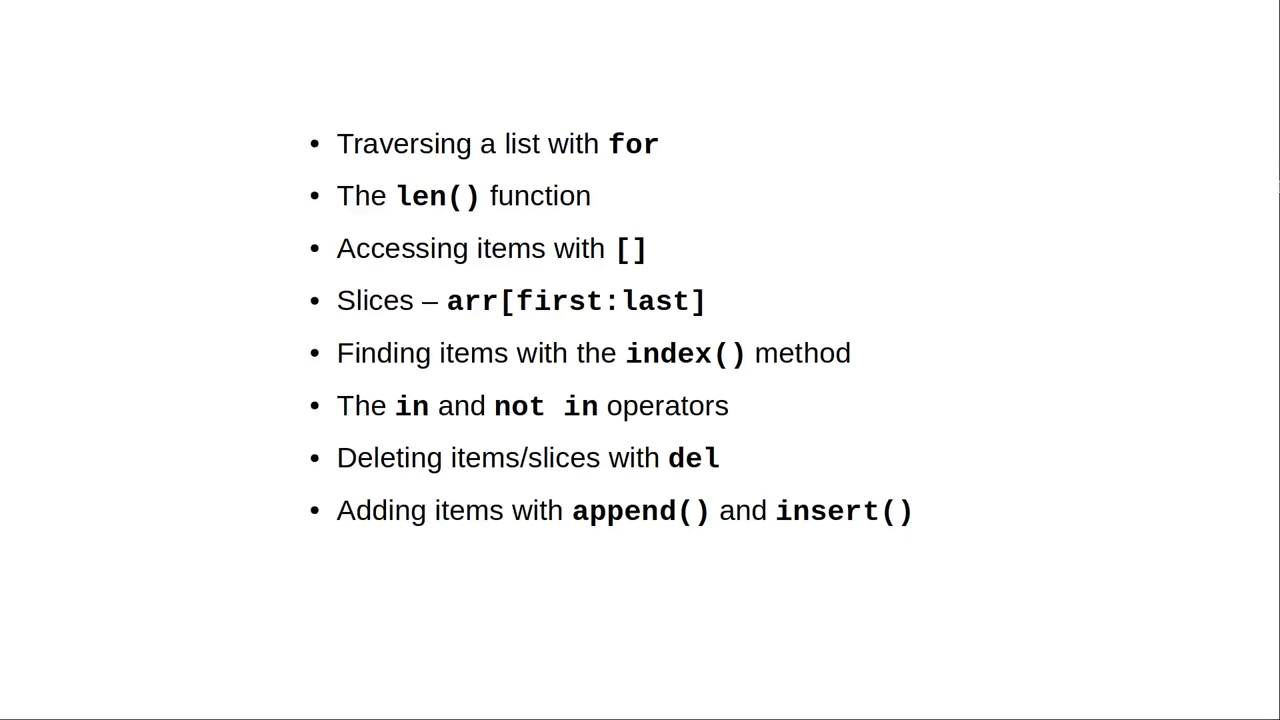 • Traversing a list with for
• The len() function
• Accessing items with []
• Slices – arr[first:last]
• Finding items with the index() method
• The in and not in operators
• Deleting items/slices with del
• Adding items with append() and insert()